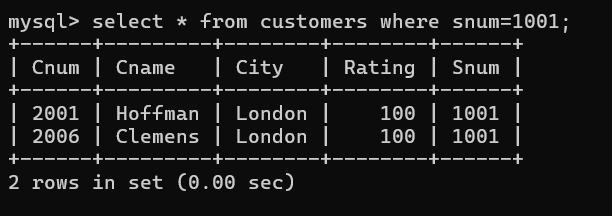 mysql> select * from customers where snum=1001;
+------+---------+--------+--------+------+
| Cnum | Cname   | City   | Rating | Snum |
+------+---------+--------+--------+------+
| 2001 | Hoffman | London |    100 | 1001 |
| 2006 | Clemens | London |    100 | 1001 |
+------+---------+--------+--------+------+
2 rows in set (0.00 sec)